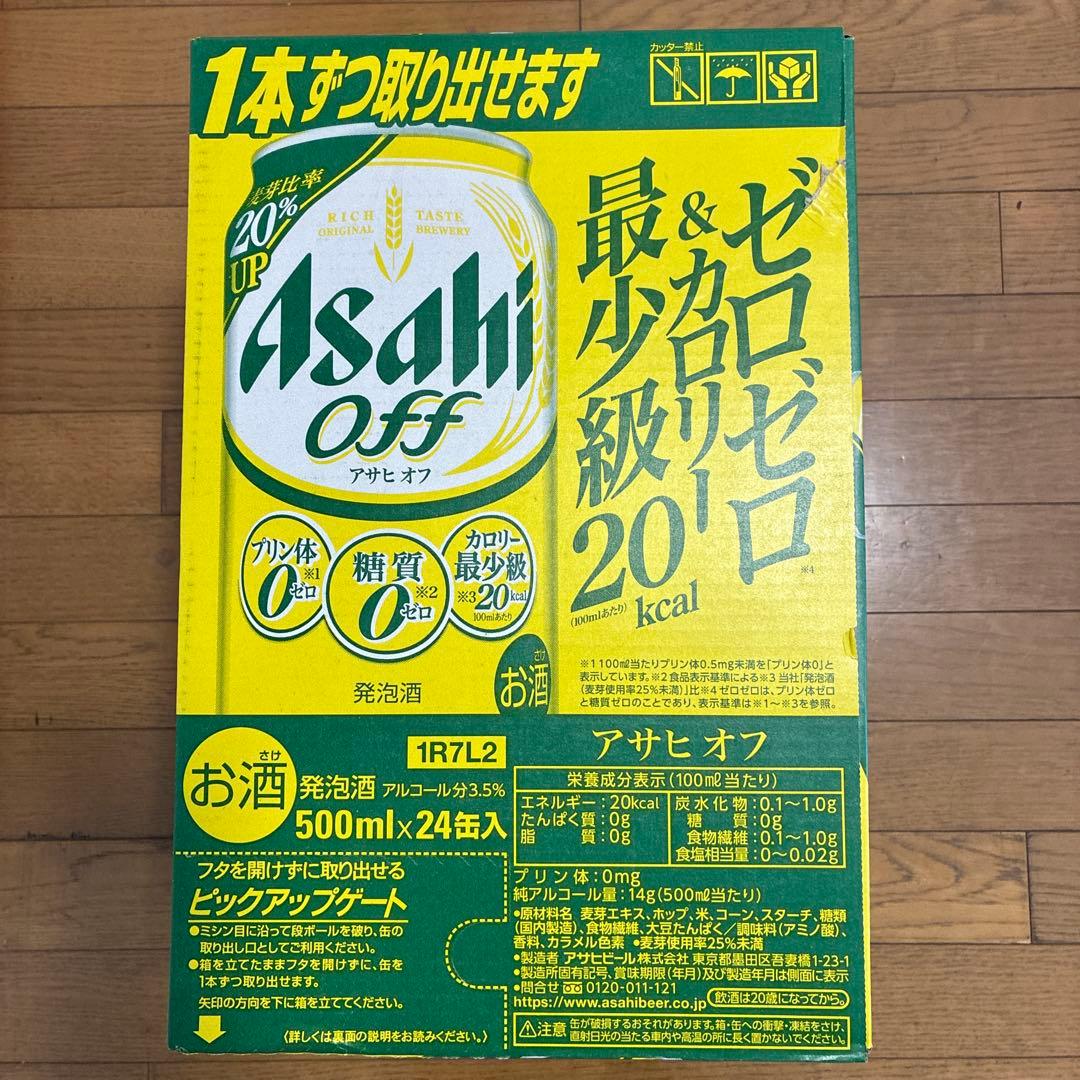 1本ずつ取り出せます
カッター禁止
麦芽比率
20%
UP
RICH TASTE
ORIGINAL BREWERY
Asahi
off
アサヒ オフ
プリン体
0 ※1
ゼロ
糖質
0 ※2
ゼロ
カロリー
最少級
※3 20kcal
100mlあたり
発泡酒
さけ
お酒
ゼロゼロ※4
&カロリー
最少級20kcal
(100mlあたり)
※1 100㎖当たりプリン体0.5mg未満を「プリン体0」と
表示しています。※2 食品表示基準による※3 当社「発泡酒
(麦芽使用率25%未満)」比※4 ゼロゼロは、プリン体ゼロ
と糖質ゼロのことであり、表示基準は※1〜※3を参照。
さけ
お酒
1R7L2
発泡酒 アルコール分3.5%
500ml×24缶入
フタを開けずに取り出せる
ピックアップゲート
●ミシン目に沿って段ボールを破り、缶の
取り出し口としてご利用ください。
●箱を立てたままフタを開けずに、缶を
1本ずつ取り出せます。
矢印の方向を下に箱を立ててください。
〈詳しくは裏面の説明をお読みください。〉
アサヒ オフ
栄養成分表示(100㎖当たり)
エネルギー:20kcal
たんぱく質:0g
脂質:0g
炭水化物:0.1〜1.0g
糖質:0g
食物繊維:0.1〜1.0g
食塩相当量:0〜0.02g
プリン体:0mg
純アルコール量:14g(500㎖当たり)
●原材料名 麦芽エキス、ホップ、米、コーン、スターチ、糖類
(国内製造)、食物繊維、大豆たんぱく/調味料(アミノ酸)、
香料、カラメル色素 ●麦芽使用率25%未満
●製造者 アサヒビール株式会社 東京都墨田区吾妻橋1-23-1
●製造所固有記号、賞味期限(年月)及び製造年月は側面に表示
●問合せ 0120-011-121
https://www.asahibeer.co.jp 飲酒は20歳になってから。
⚠注意 缶が破損するおそれがあります。箱・缶への衝撃・凍結をさけ、
直射日光の当たる車内や高温の所に長く置かないでください。